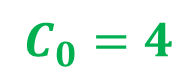 C₀ = 4